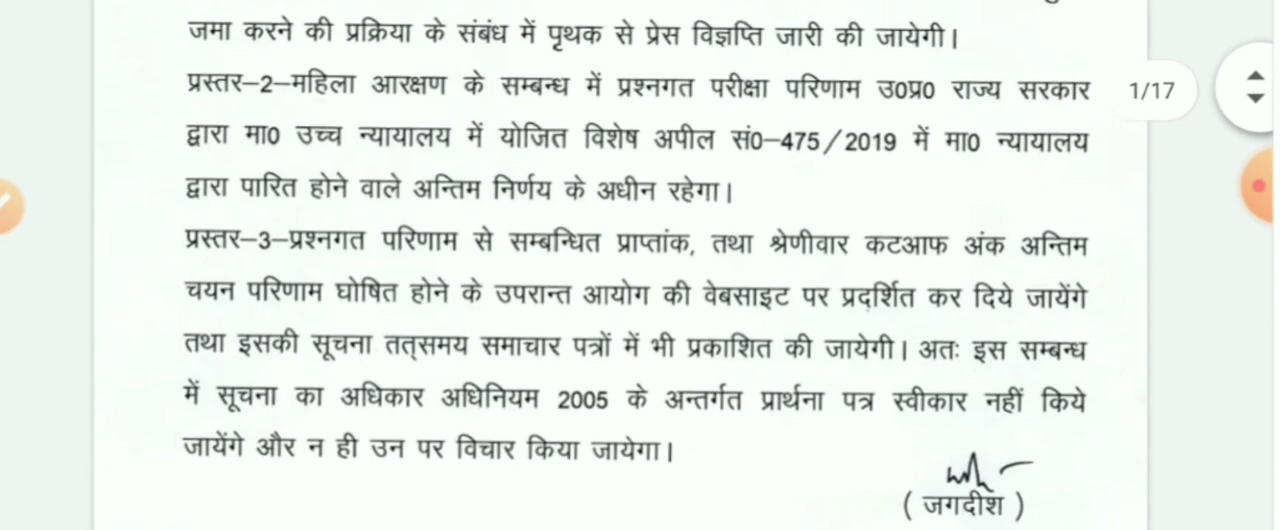 जमा करने की प्रक्रिया के संबंध में पृथक से प्रेस विज्ञप्ति जारी की जायेगी।
प्रस्तर–2–महिला आरक्षण के सम्बन्ध में प्रश्नगत परीक्षा परिणाम उ0प्र0 राज्य सरकार
1/17
द्वारा मा0 उच्च न्यायालय में योजित विशेष अपील सं0–475/2019 में मा0 न्यायालय
द्वारा पारित होने वाले अन्तिम निर्णय के अधीन रहेगा।
प्रस्तर–3–प्रश्नगत परिणाम से सम्बन्धित प्राप्तांक, तथा श्रेणीवार कटआफ अंक अन्तिम
चयन परिणाम घोषित होने के उपरान्त आयोग की वेबसाइट पर प्रदर्शित कर दिये जायेंगे
तथा इसकी सूचना तत्समय समाचार पत्रों में भी प्रकाशित की जायेगी। अतः इस सम्बन्ध
में सूचना का अधिकार अधिनियम 2005 के अन्तर्गत प्रार्थना पत्र स्वीकार नहीं किये
जायेंगे और न ही उन पर विचार किया जायेगा।
( जगदीश )